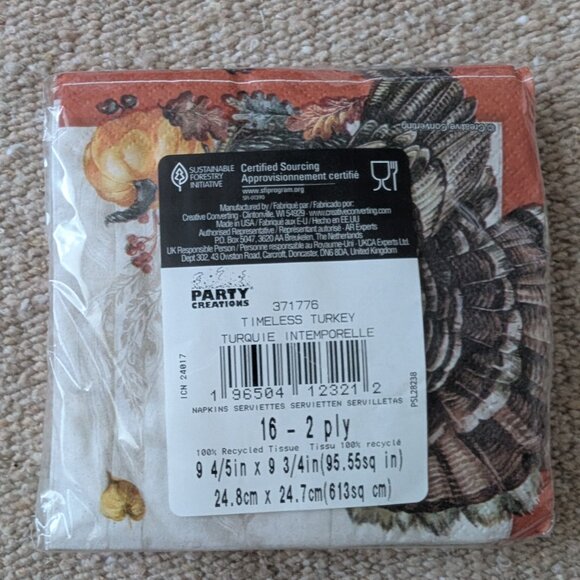 SUSTAINABLE
FORESTRY
INITIATIVE
Certified Sourcing
Approvisionnement certifié
www.sfiprogram.org
Manufactured by / Fabriqué par / Fabricado por:
Creative Converting - Clintonville, WI 54929 - www.creativeconverting.com
Made in USA / Fabriqué aux E-U / Hecho en EE.UU
Authorised Representative / Représentant autorisé - AR Experts
P.O. Box 5047, 3620 AA Breukelen, The Netherlands
UK Responsible Person / Personne responsable au Royaume-Uni - UKCA Experts Ltd.
Dept 302, 43 Owston Road, Carcroft, Doncaster, DN6 8DA, United Kingdom
© Creative Converting
PARTY
CREATIONS
371776
TIMELESS TURKEY
TURQUIE INTEMPORELLE
ICN 24017
1 96504 12321 2
PSL28238
NAPKINS SERVIETTES SERVIETTEN SERVILLETAS
16 - 2 ply
100% Recycled Tissue Tissu 100% recyclé
9 4/5in x 9 3/4in(95.55sq in)
24.8cm x 24.7cm(613sq cm)